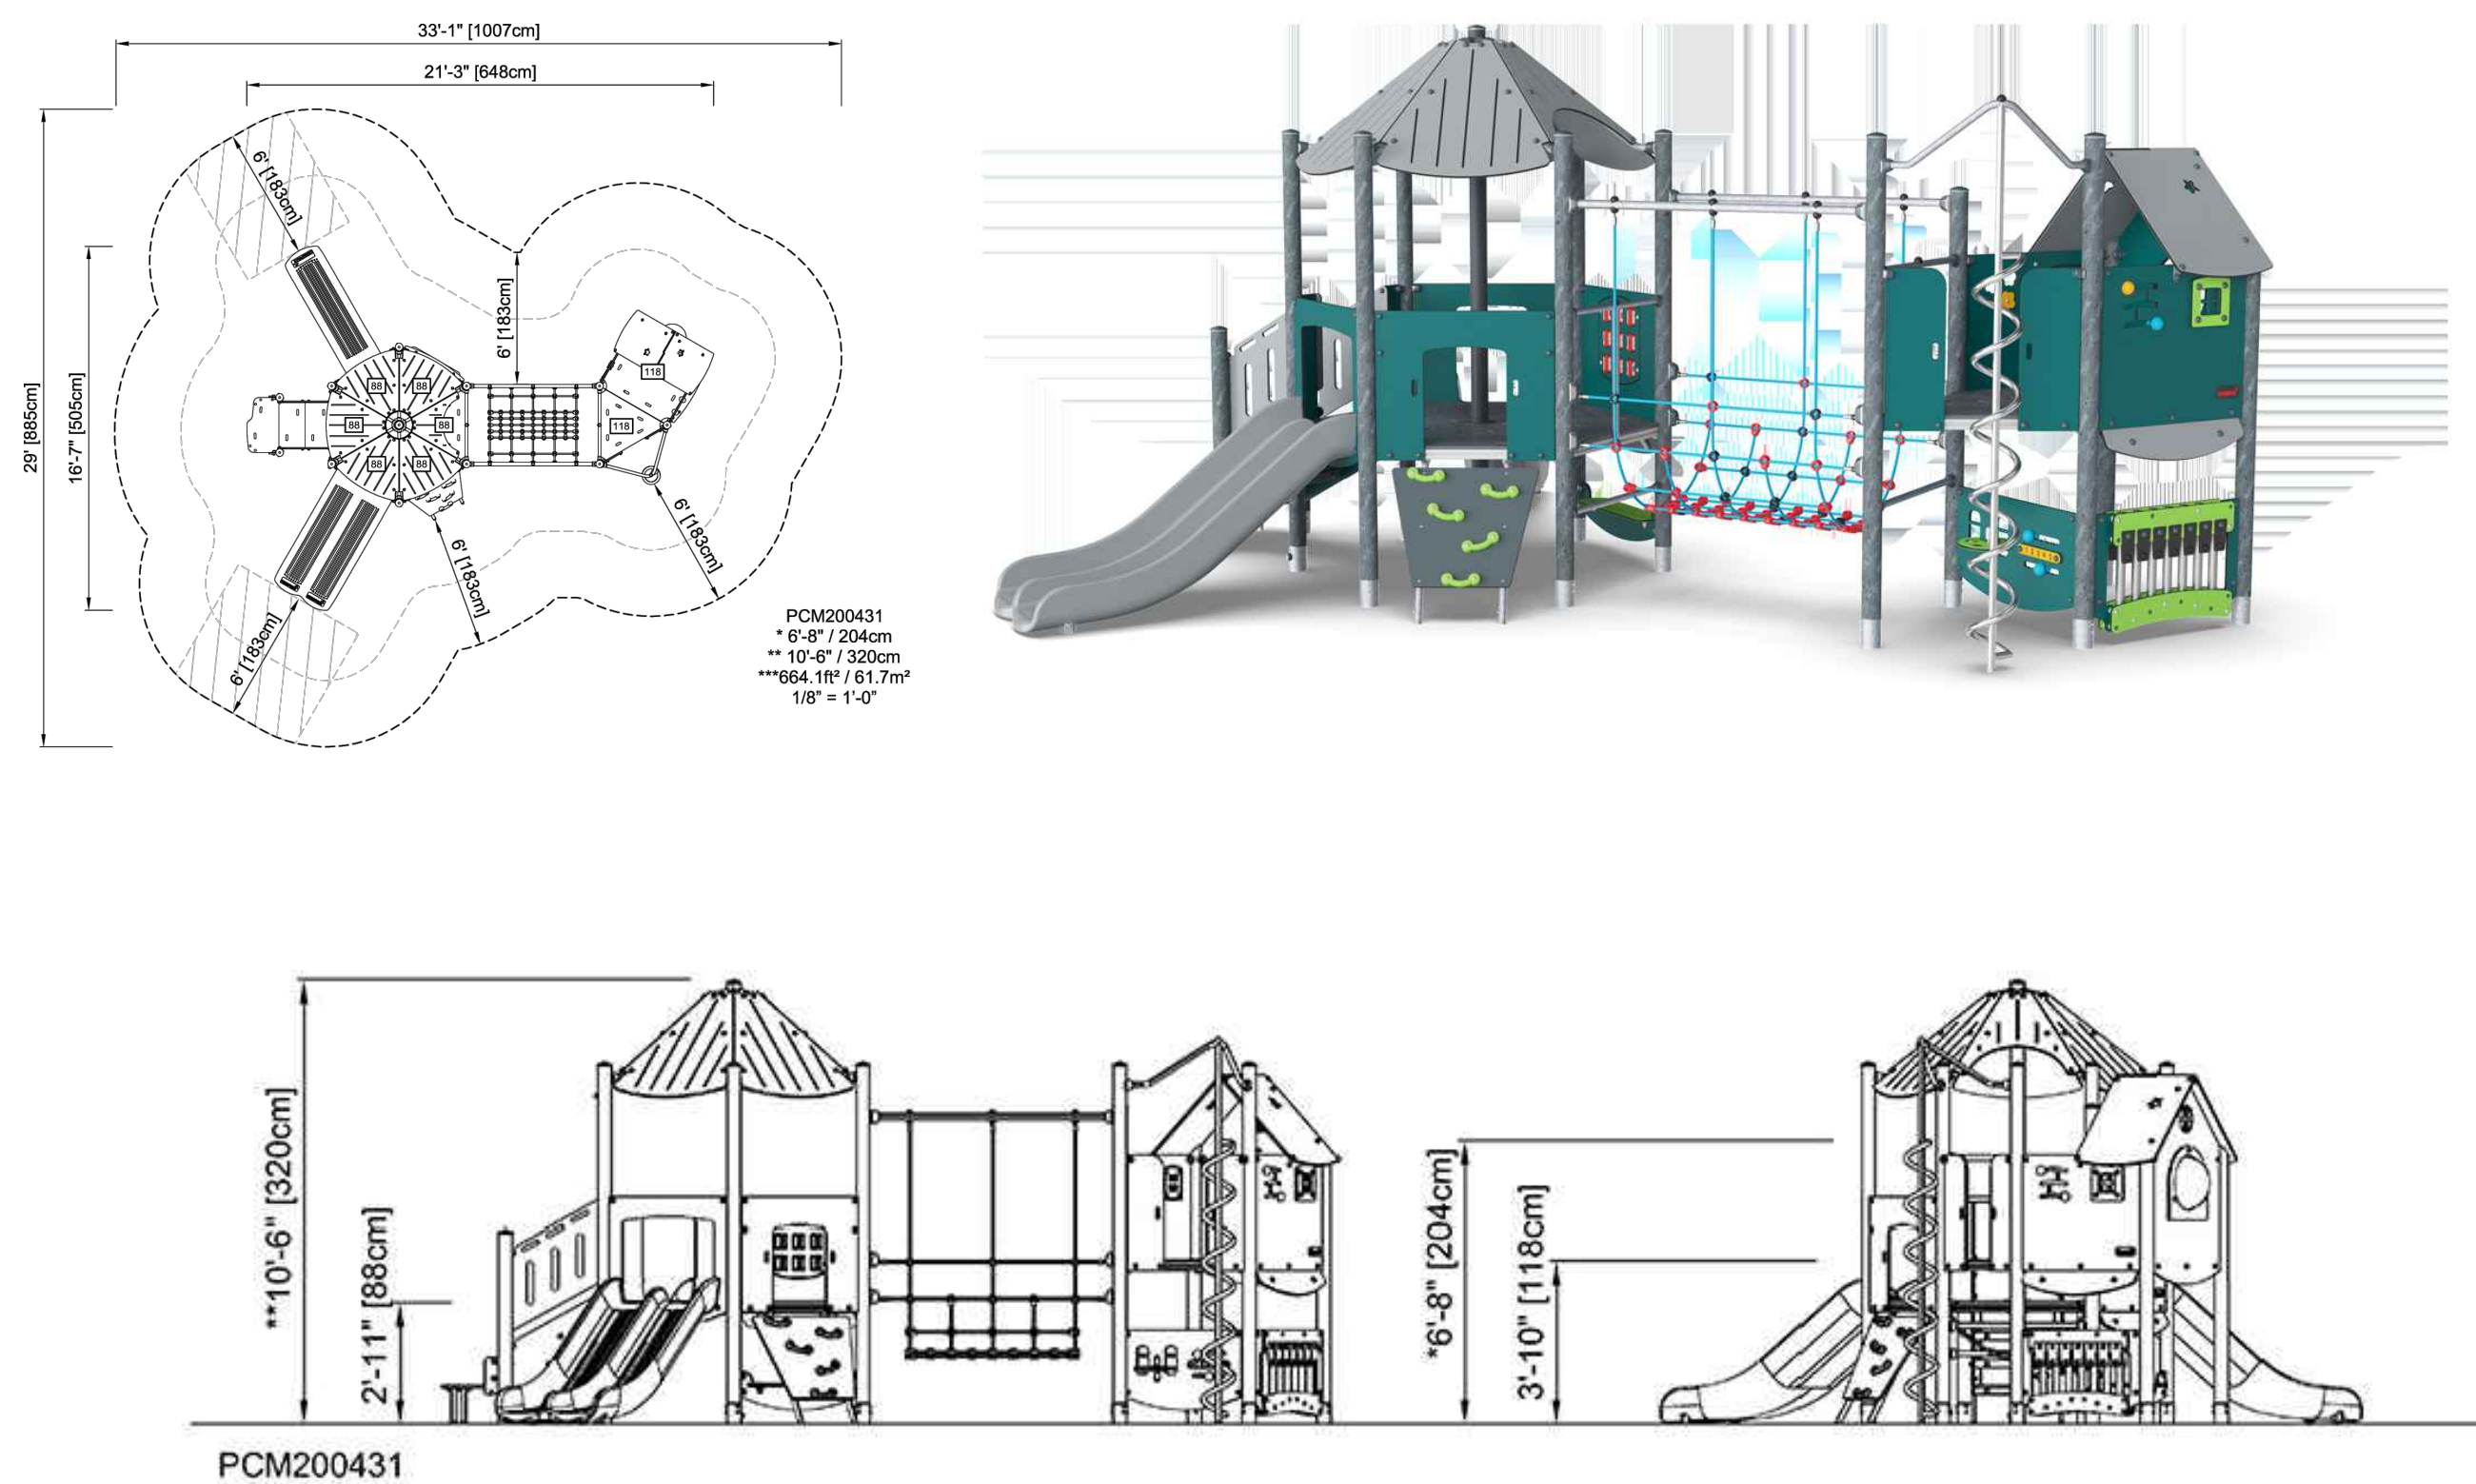 33'-1" [1007cm]
21'-3" [648cm]
29' [885cm]
16'-7" [505cm]
6' [183cm]
6' [183cm]
6' [183cm]
6' [183cm]
6' [183cm]
88
88
88
88
88
88
118
118
PCM200431
* 6'-8" / 204cm
** 10'-6" / 320cm
***664.1ft² / 61.7m²
1/8” = 1’-0”
**10'-6" [320cm]
2'-11" [88cm]
*6'-8" [204cm]
3'-10" [118cm]
PCM200431